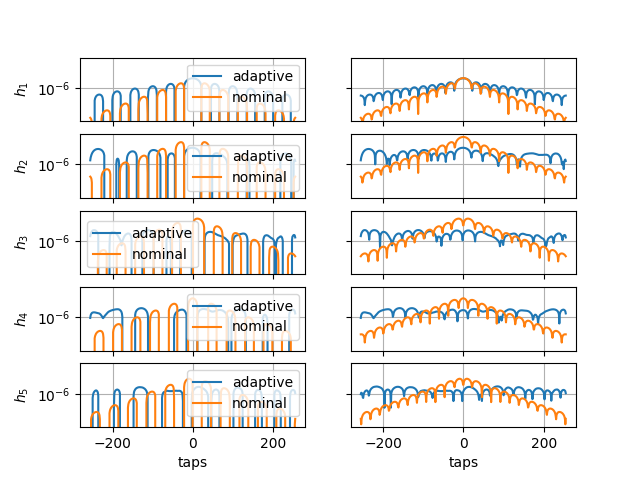 h₁
10⁻⁶
adaptive
nominal
h₂
10⁻⁶
adaptive
nominal
h₃
10⁻⁶
adaptive
nominal
h₄
10⁻⁶
adaptive
nominal
h₅
10⁻⁶
adaptive
nominal
−200 0 200
−200 0 200
taps
taps